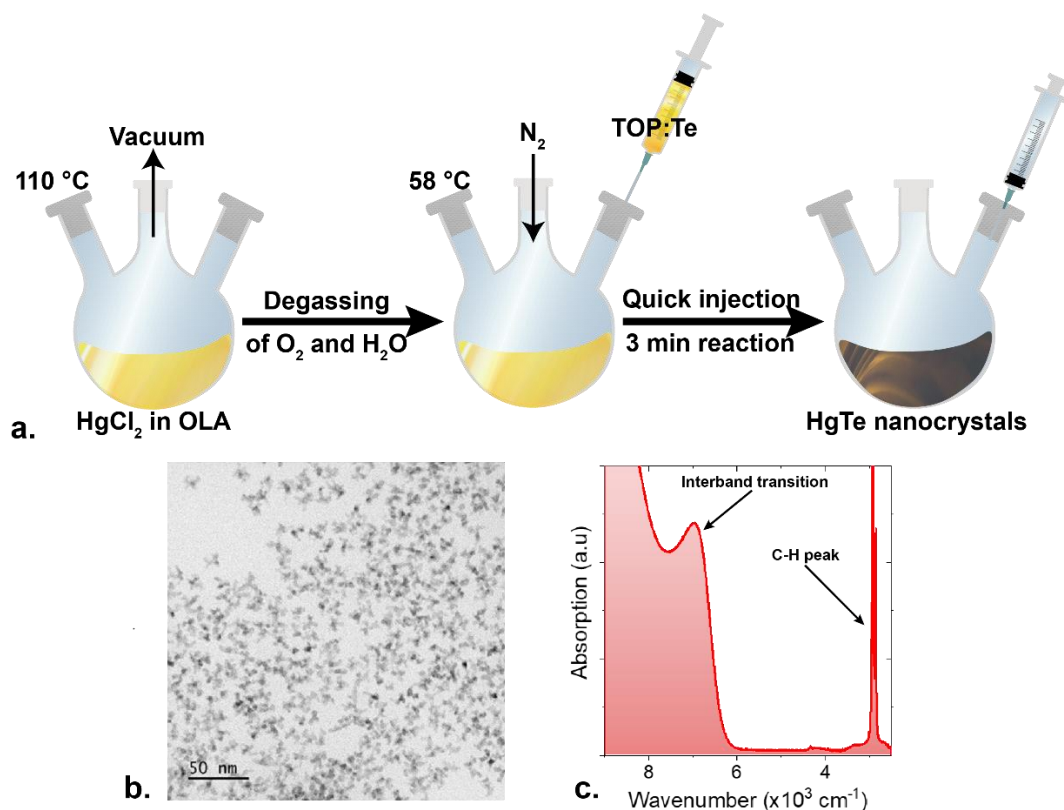 Vacuum
110 °C
N₂
58 °C
TOP:Te
Degassing
of O₂ and H₂O
Quick injection
3 min reaction
HgCl₂ in OLA
HgTe nanocrystals
a.
50 nm
b.
Interband transition
C-H peak
Absorption (a.u)
8
6
4
Wavenumber (x10³ cm⁻¹)
c.